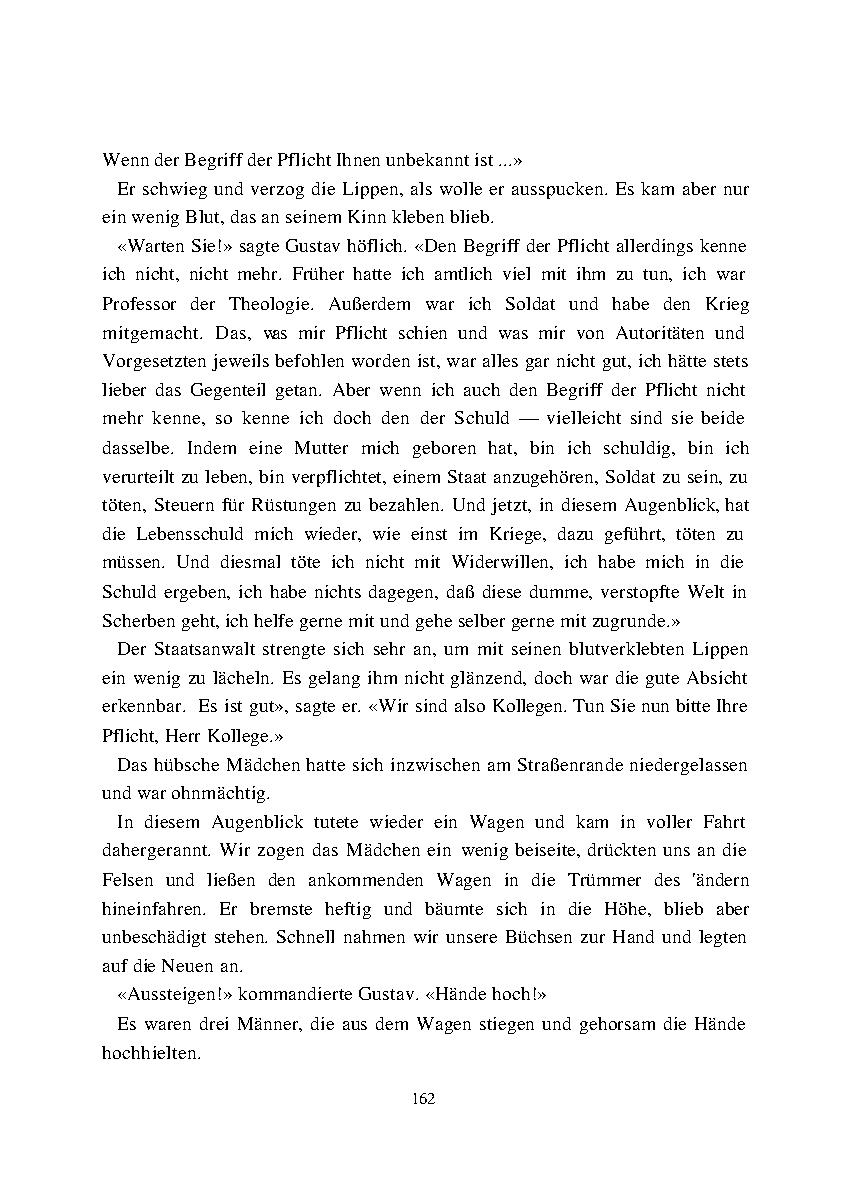 Wenn der Begriff der Pflicht Ihnen unbekannt ist ...»
Er schwieg und verzog die Lippen, als wolle er ausspucken. Es kam aber nur
ein wenig Blut, das an seinem Kinn kleben blieb.
«Warten Sie!» sagte Gustav höflich. «Den Begriff der Pflicht allerdings kenne
ich nicht, nicht mehr. Früher hatte ich amtlich viel mit ihm zu tun, ich war
Professor der Theologie. Außerdem war ich Soldat und habe den Krieg
mitgemacht. Das, was mir Pflicht schien und was mir von Autoritäten und
Vorgesetzten jeweils befohlen worden ist, war alles gar nicht gut, ich hätte stets
lieber das Gegenteil getan. Aber wenn ich auch den Begriff der Pflicht nicht
mehr kenne, so kenne ich doch den der Schuld — vielleicht sind sie beide
dasselbe. Indem eine Mutter mich geboren hat, bin ich schuldig, bin ich
verurteilt zu leben, bin verpflichtet, einem Staat anzugehören, Soldat zu sein, zu
töten, Steuern für Rüstungen zu bezahlen. Und jetzt, in diesem Augenblick, hat
die Lebensschuld mich wieder, wie einst im Kriege, dazu geführt, töten zu
müssen. Und diesmal töte ich nicht mit Widerwillen, ich habe mich in die
Schuld ergeben, ich habe nichts dagegen, daß diese dumme, verstopfte Welt in
Scherben geht, ich helfe gerne mit und gehe selber gerne mit zugrunde.»
Der Staatsanwalt strengte sich sehr an, um mit seinen blutverklebten Lippen
ein wenig zu lächeln. Es gelang ihm nicht glänzend, doch war die gute Absicht
erkennbar. Es ist gut», sagte er. «Wir sind also Kollegen. Tun Sie nun bitte Ihre
Pflicht, Herr Kollege.»
Das hübsche Mädchen hatte sich inzwischen am Straßenrande niedergelassen
und war ohnmächtig.
In diesem Augenblick tutete wieder ein Wagen und kam in voller Fahrt
dahergerannt. Wir zogen das Mädchen ein wenig beiseite, drückten uns an die
Felsen und ließen den ankommenden Wagen in die Trümmer des 'ändern
hineinfahren. Er bremste heftig und bäumte sich in die Höhe, blieb aber
unbeschädigt stehen. Schnell nahmen wir unsere Büchsen zur Hand und legten
auf die Neuen an.
«Aussteigen!» kommandierte Gustav. «Hände hoch!»
Es waren drei Männer, die aus dem Wagen stiegen und gehorsam die Hände
hochhielten.
162